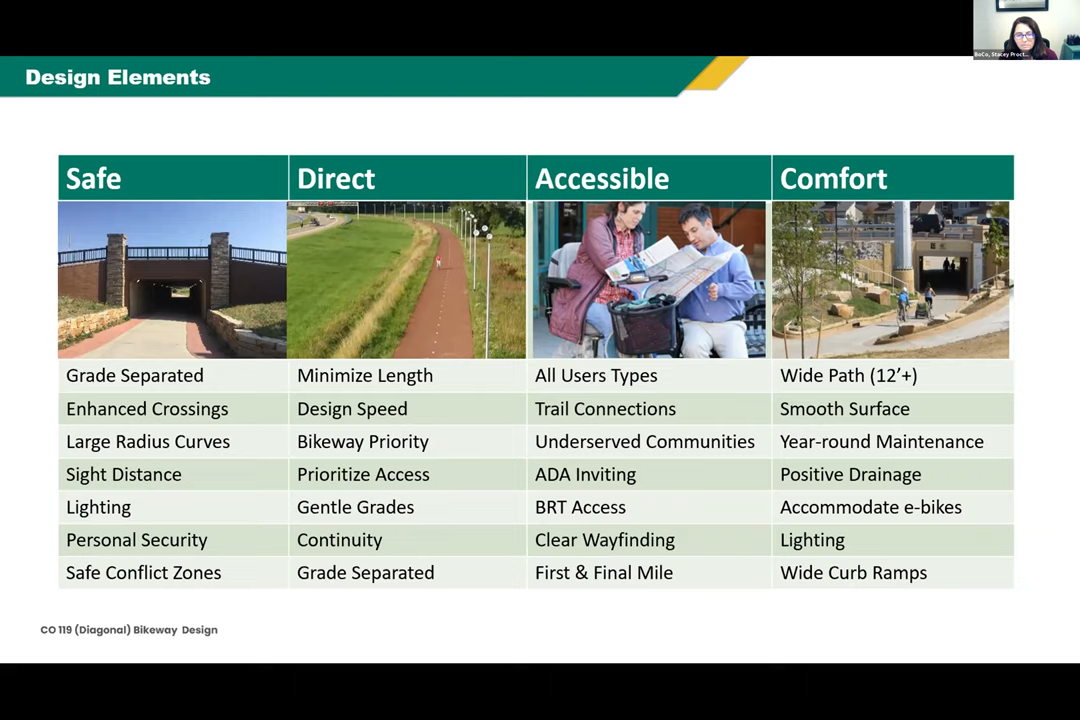 BoCo, Stacey Proct...
Design Elements
Safe Direct Accessible Comfort
Grade Separated Minimize Length All Users Types Wide Path (12’+)
Enhanced Crossings Design Speed Trail Connections Smooth Surface
Large Radius Curves Bikeway Priority Underserved Communities Year-round Maintenance
Sight Distance Prioritize Access ADA Inviting Positive Drainage
Lighting Gentle Grades BRT Access Accommodate e-bikes
Personal Security Continuity Clear Wayfinding Lighting
Safe Conflict Zones Grade Separated First & Final Mile Wide Curb Ramps
CO 119 (Diagonal) Bikeway Design